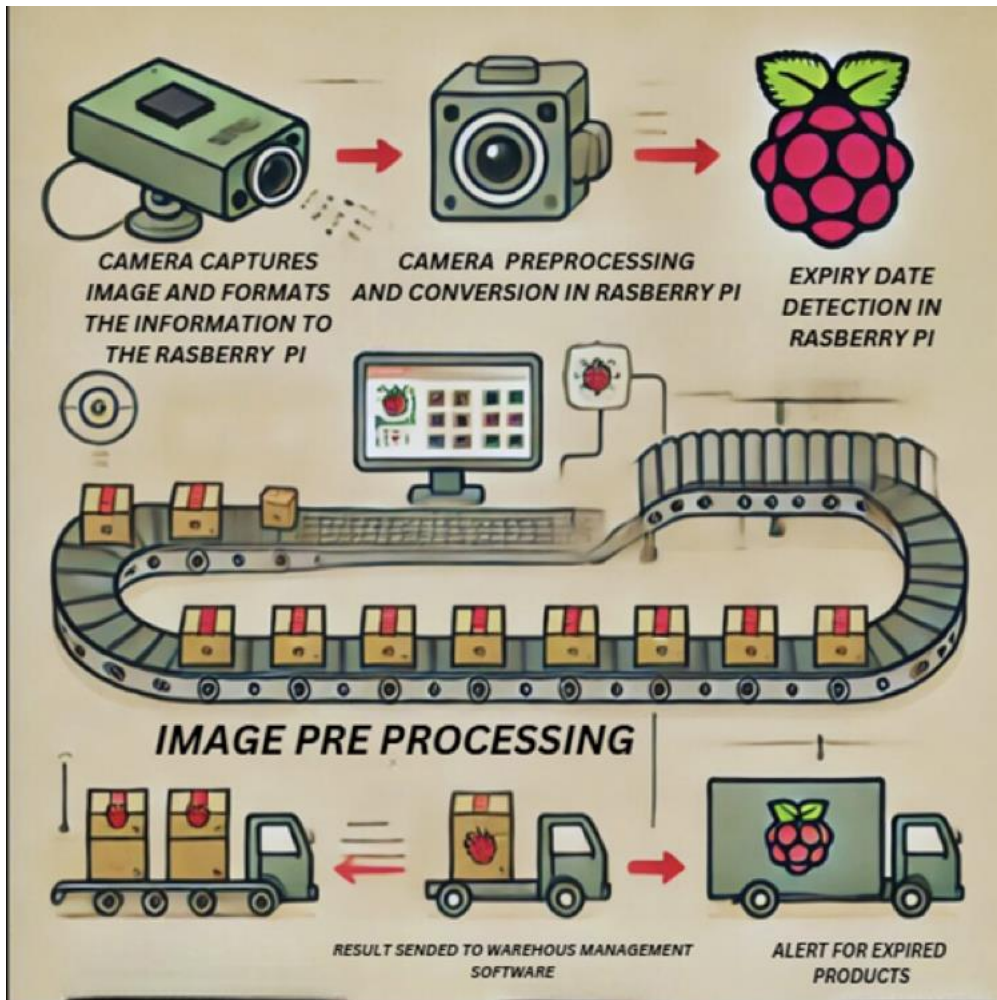 CAMERA CAPTURES
IMAGE AND FORMATS
THE INFORMATION TO
THE RASBERRY PI
CAMERA PREPROCESSING
AND CONVERSION IN RASBERRY PI
EXPIRY DATE
DETECTION IN
RASBERRY PI
IMAGE PRE PROCESSING
RESULT SENDED TO WAREHOUS MANAGEMENT
SOFTWARE
ALERT FOR EXPIRED
PRODUCTS